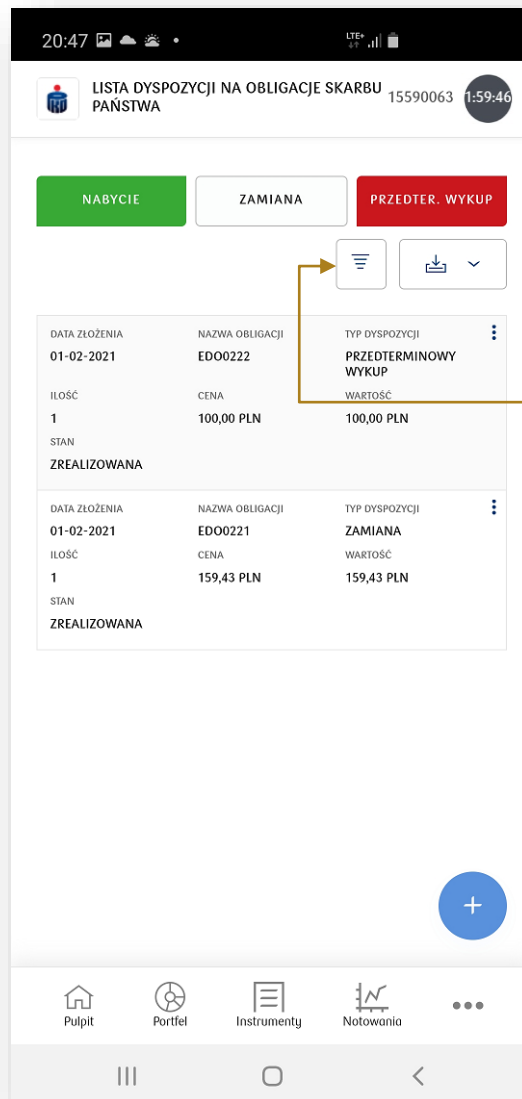 20:47
LTE+
LISTA DYSPOZYCJI NA OBLIGACJE SKARBU
PAŃSTWA
15590063
1:59:46
NABYCIE
ZAMIANA
PRZEDTER. WYKUP
DATA ZŁOŻENIA NAZWA OBLIGACJI TYP DYSPOZYCJI
01-02-2021 EDO0222 PRZEDTERMINOWY
WYKUP
ILOŚĆ CENA WARTOŚĆ
1 100,00 PLN 100,00 PLN
STAN
ZREALIZOWANA
DATA ZŁOŻENIA NAZWA OBLIGACJI TYP DYSPOZYCJI
01-02-2021 EDO0221 ZAMIANA
ILOŚĆ CENA WARTOŚĆ
1 159,43 PLN 159,43 PLN
STAN
ZREALIZOWANA
Pulpit Portfel Instrumenty Notowania